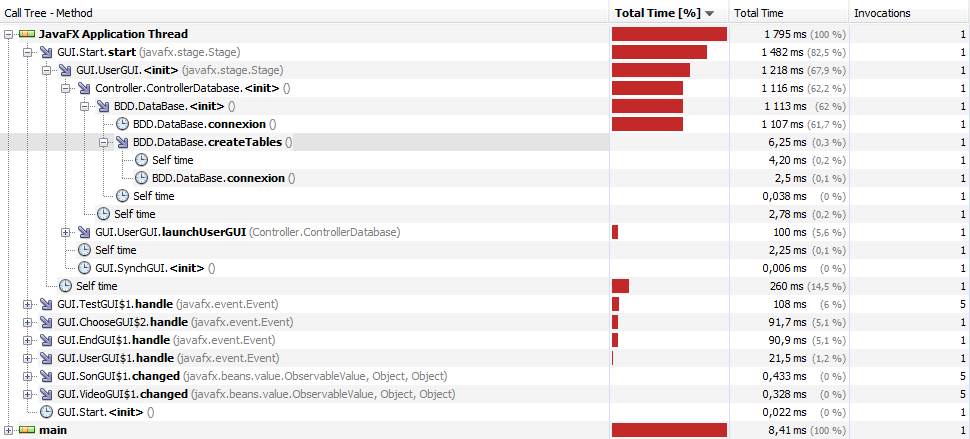 Call Tree - Method Total Time [%] Total Time Invocations
JavaFX Application Thread 1 795 ms (100 %) 1
GUI.Start.start (javafx.stage.Stage) 1 482 ms (82,5 %) 1
GUI.UserGUI.<init> (javafx.stage.Stage) 1 218 ms (67,9 %) 1
Controller.ControllerDatabase.<init> () 1 116 ms (62,2 %) 1
BDD.DataBase.<init> () 1 113 ms (62 %) 1
BDD.DataBase.connexion () 1 107 ms (61,7 %) 1
BDD.DataBase.createTables () 6,25 ms (0,3 %) 1
Self time 4,20 ms (0,2 %) 1
BDD.DataBase.connexion () 2,5 ms (0,1 %) 1
Self time 0,038 ms (0 %) 1
Self time 2,78 ms (0,2 %) 1
GUI.UserGUI.launchUserGUI (Controller.ControllerDatabase) 100 ms (5,6 %) 1
Self time 2,25 ms (0,1 %) 1
GUI.SynchGUI.<init> () 0,006 ms (0 %) 1
Self time 260 ms (14,5 %) 1
GUI.TestGUI$1.handle (javafx.event.Event) 108 ms (6 %) 5
GUI.ChooseGUI$2.handle (javafx.event.Event) 91,7 ms (5,1 %) 1
GUI.EndGUI$1.handle (javafx.event.Event) 90,9 ms (5,1 %) 1
GUI.UserGUI$1.handle (javafx.event.Event) 21,5 ms (1,2 %) 1
GUI.SonGUI$1.changed (javafx.beans.value.ObservableValue, Object, Object) 0,433 ms (0 %) 5
GUI.VideoGUI$1.changed (javafx.beans.value.ObservableValue, Object, Object) 0,328 ms (0 %) 5
GUI.Start.<init> () 0,022 ms (0 %) 1
main 8,41 ms (100 %) 1